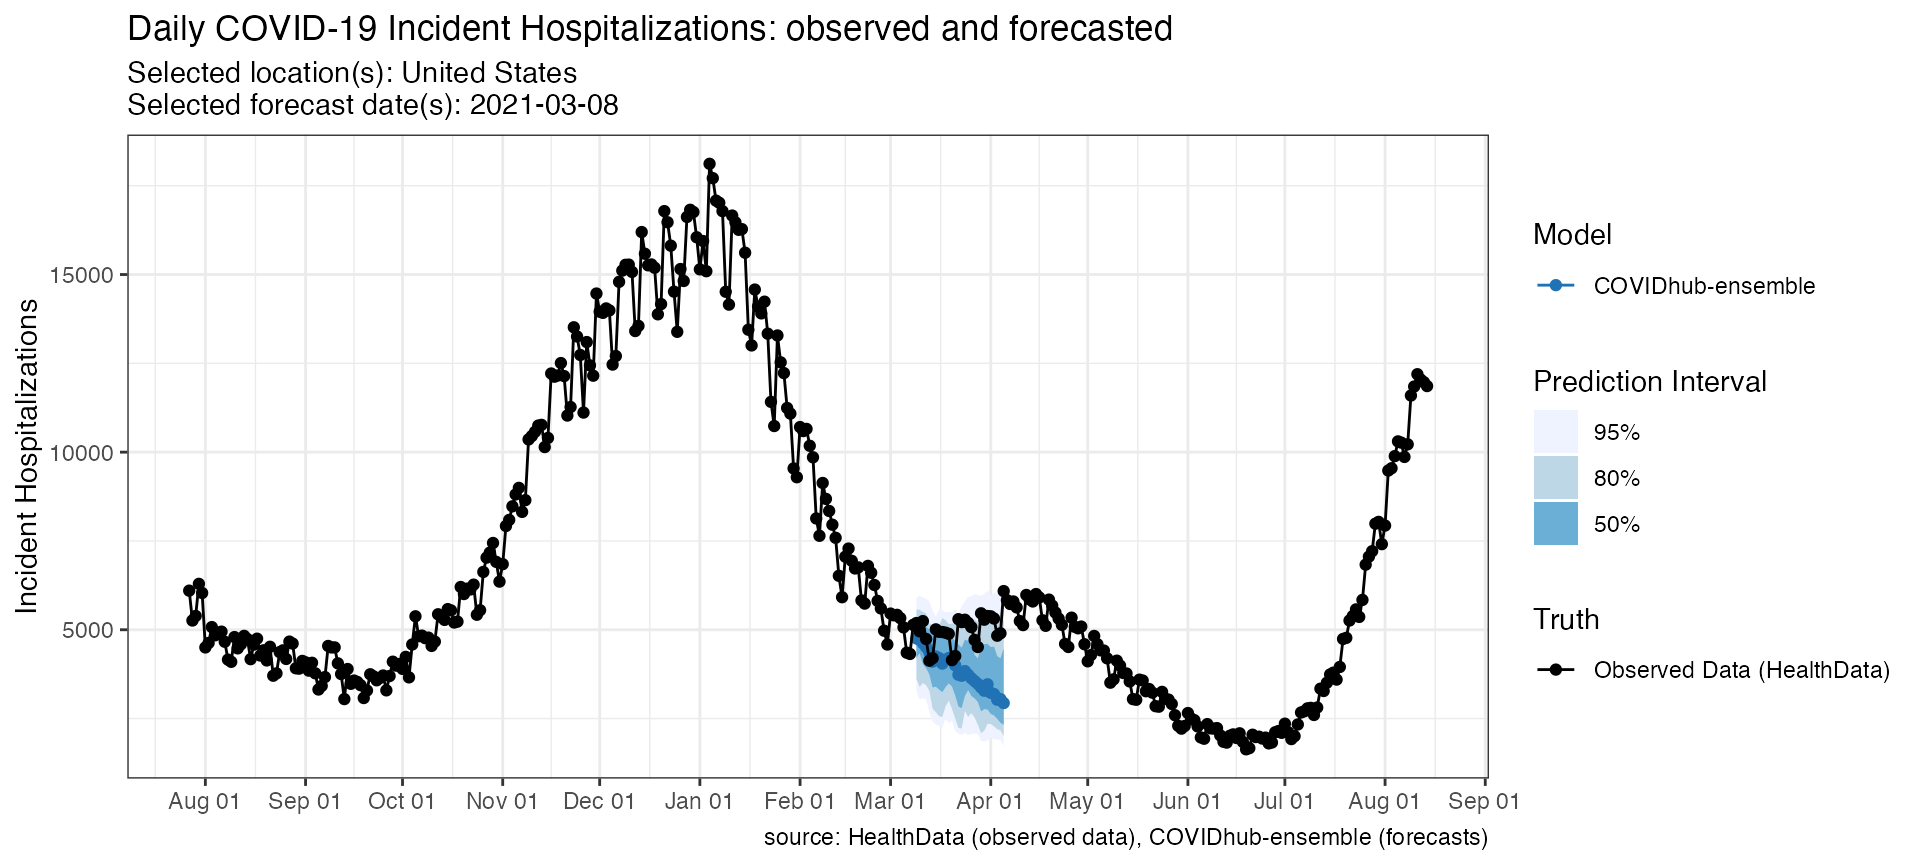 Daily COVID-19 Incident Hospitalizations: observed and forecasted
Selected location(s): United States
Selected forecast date(s): 2021-03-08
Incident Hospitalizations
15000
10000
5000
Aug 01 Sep 01 Oct 01 Nov 01 Dec 01 Jan 01 Feb 01 Mar 01 Apr 01 May 01 Jun 01 Jul 01 Aug 01 Sep 01
source: HealthData (observed data), COVIDhub-ensemble (forecasts)
Model
COVIDhub-ensemble
Prediction Interval
95%
80%
50%
Truth
Observed Data (HealthData)